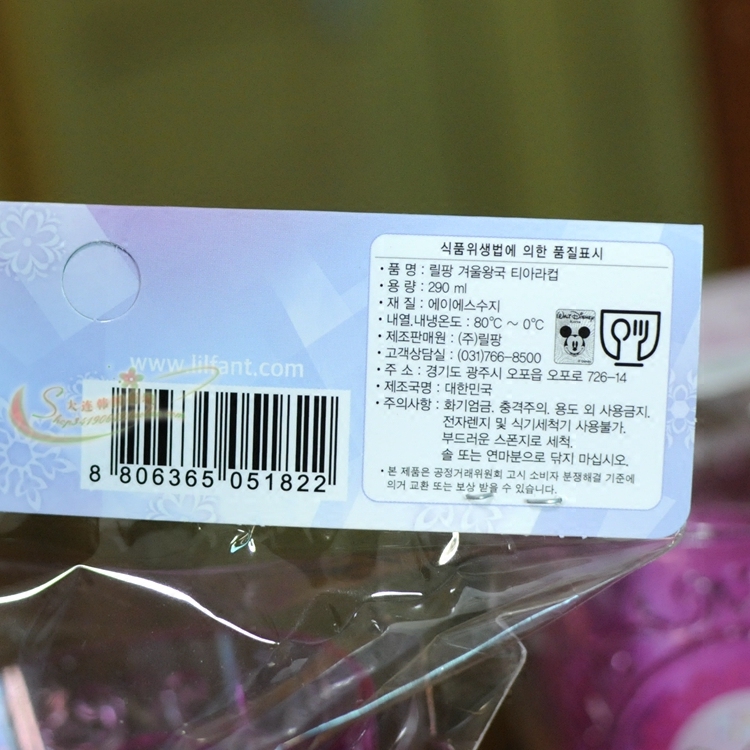 식품위생법에 의한 품질표시
· 품 명 : 릴팡 겨울왕국 티아라컵
· 용 량 : 290 ml
· 재 질 : 에이에스수지
· 내열,내냉온도 : 80℃ ~ 0℃
· 제조판매원 : (주)릴팡
· 고객상담실 : (031)766-8500
· 주 소 : 경기도 광주시 오포읍 오포로 726-14
· 제조국명 : 대한민국
· 주의사항 : 화기엄금, 충격주의, 용도 외 사용금지.
전자렌지 및 식기세척기 사용불가.
부드러운 스폰지로 세척.
솔 또는 연마분으로 닦지 마십시오.
· 본 제품은 공정거래위원회 고시 소비자 분쟁해결 기준에
의거 교환 또는 보상 받을 수 있습니다.
WALT DISNEY
www.lilfant.com
8 806365 051822